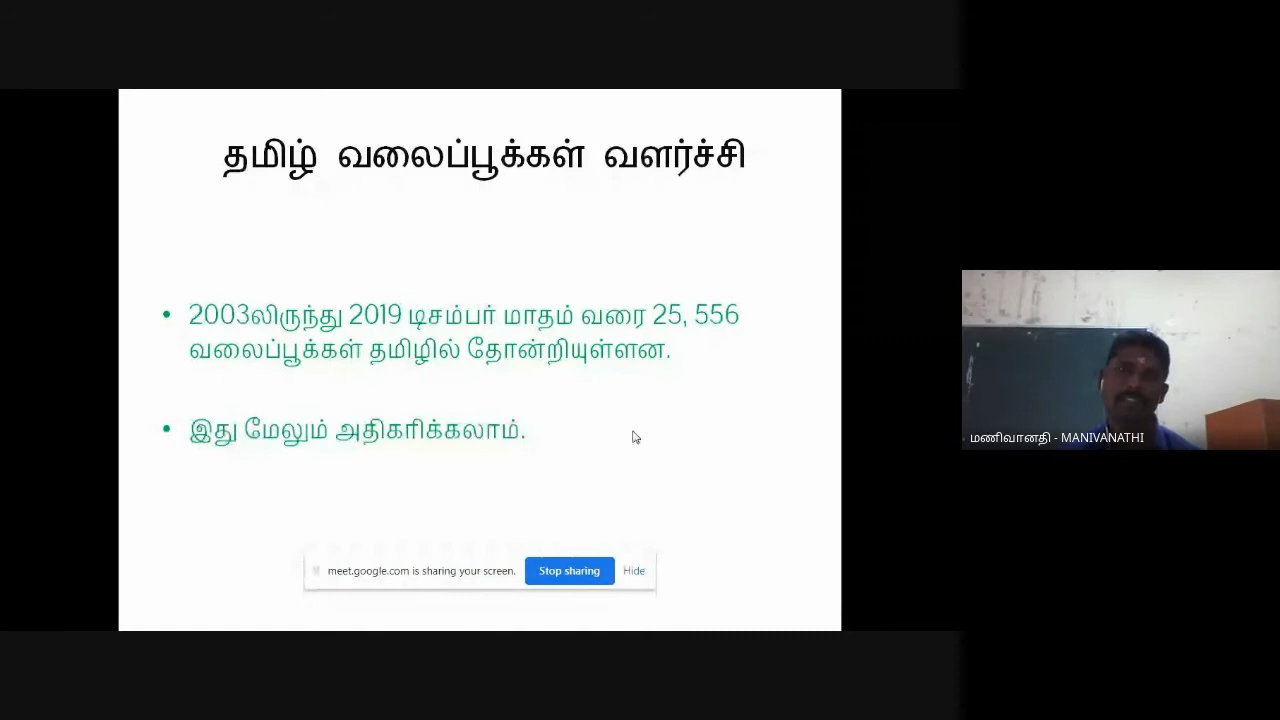 தமிழ் வலைப்பூக்கள் வளர்ச்சி
• 2003லிருந்து 2019 டிசம்பர் மாதம் வரை 25, 556
வலைப்பூக்கள் தமிழில் தோன்றியுள்ளன.
• இது மேலும் அதிகரிக்கலாம்.
meet.google.com is sharing your screen. Stop sharing Hide
மணிவானதி - MANIVANATHI